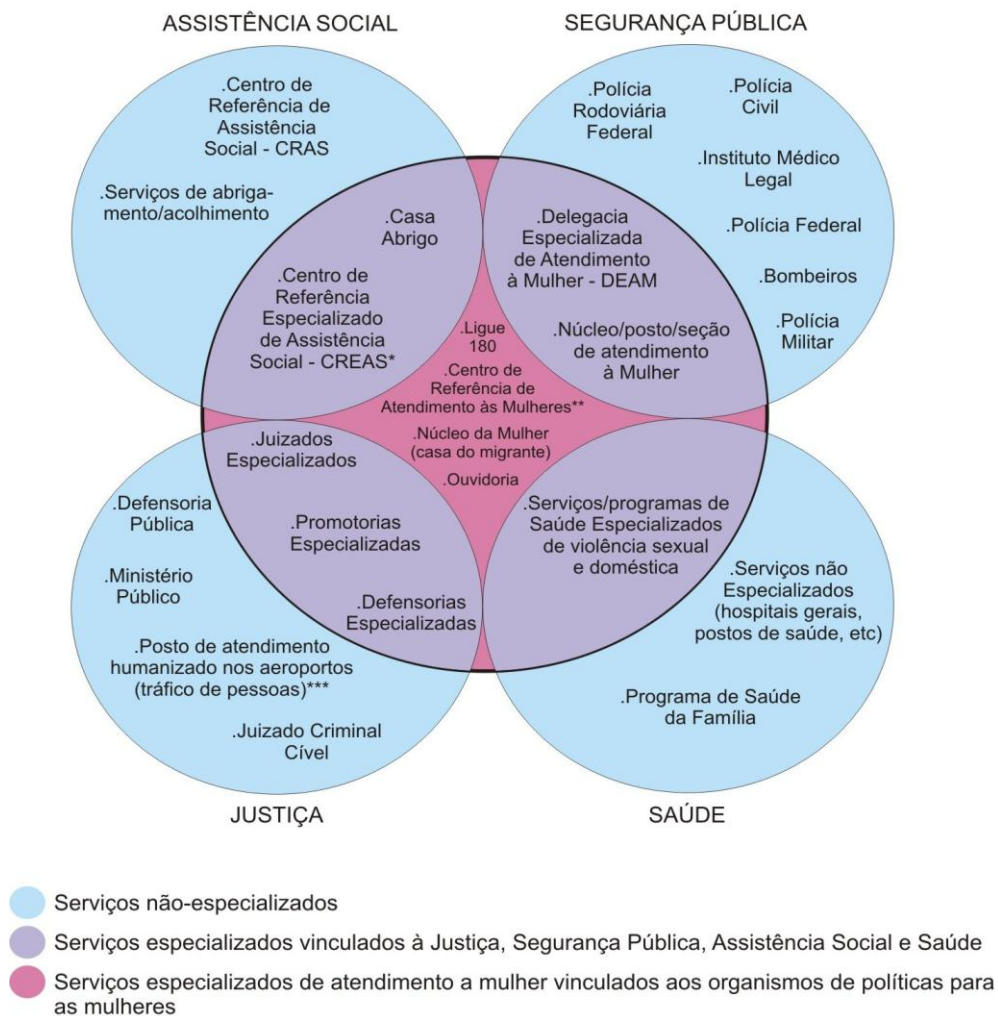 ASSISTÊNCIA SOCIAL
SEGURANÇA PÚBLICA
.Centro de
Referência de
Assistência
Social - CRAS
.Serviços de abriga-
mento/acolhimento
.Casa
Abrigo
.Centro de
Referência
Especializado
de Assistência
Social - CREAS*
.Polícia
Rodoviária
Federal
.Polícia
Civil
.Instituto Médico
Legal
.Polícia Federal
.Bombeiros
.Polícia
Militar
.Delegacia
Especializada
de Atendimento
à Mulher - DEAM
.Núcleo/posto/seção
de atendimento
à Mulher
.Ligue
180
.Centro de
Referência de
Atendimento às Mulheres**
.Núcleo da Mulher
(casa do migrante)
.Ouvidoria
.Juizados
Especializados
.Promotorias
Especializadas
.Defensorias
Especializadas
.Defensoria
Pública
.Ministério
Público
.Posto de atendimento
humanizado nos aeroportos
(tráfico de pessoas)***
.Juizado Criminal
Cível
.Serviços/programas de
Saúde Especializados
de violência sexual
e doméstica
.Serviços não
Especializados
(hospitais gerais,
postos de saúde, etc)
.Programa de Saúde
da Família
JUSTIÇA
SAÚDE
Serviços não-especializados
Serviços especializados vinculados à Justiça, Segurança Pública, Assistência Social e Saúde
Serviços especializados de atendimento a mulher vinculados aos organismos de políticas para
as mulheres